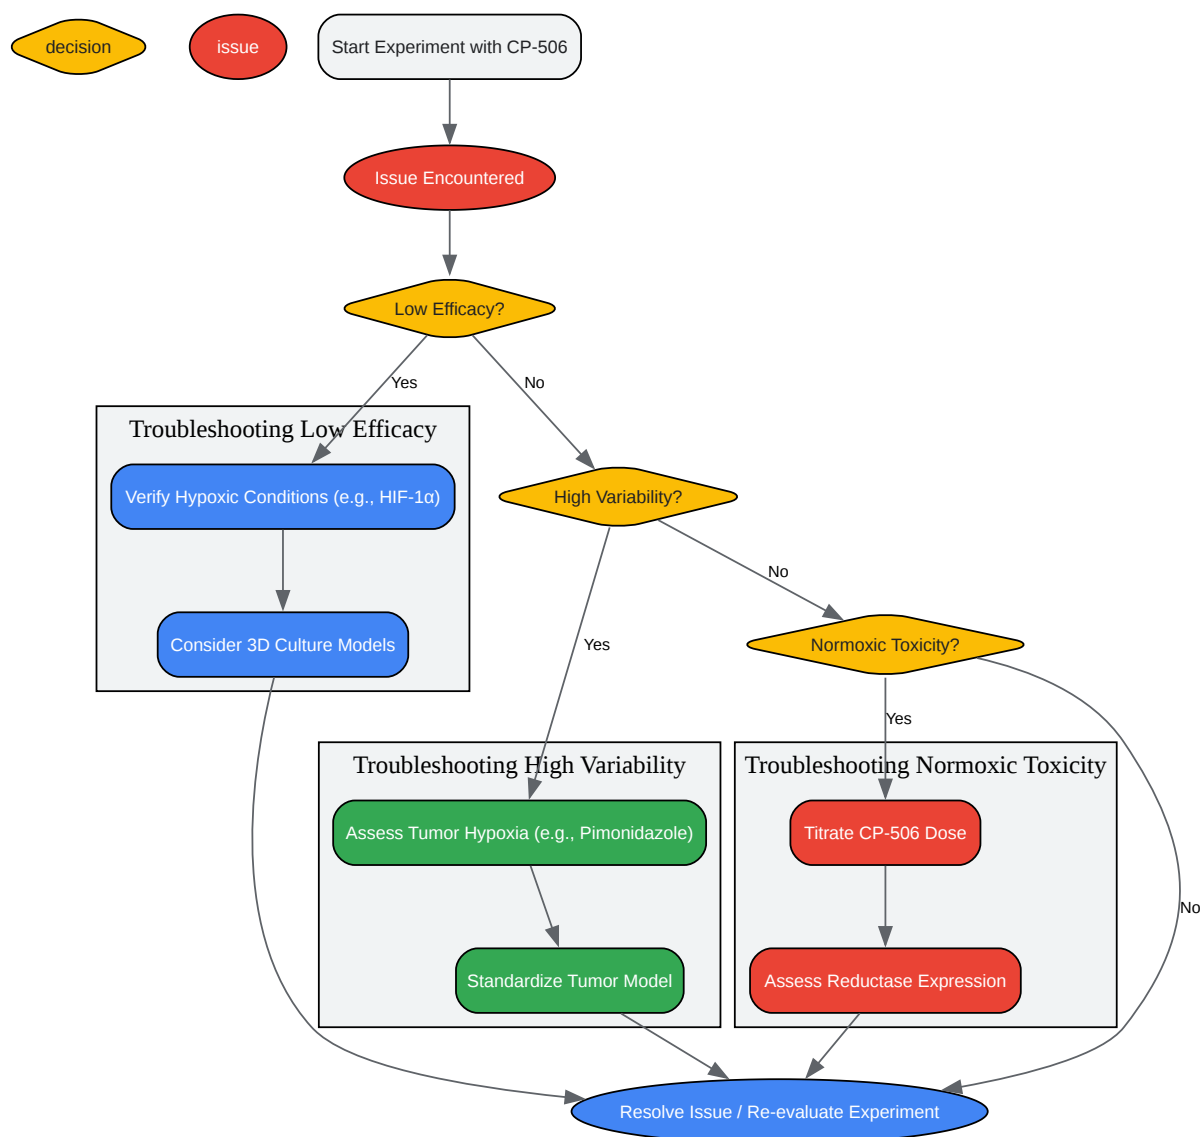 decision
issue
Start Experiment with CP-506
Issue Encountered
Low Efficacy?
Yes
No
Troubleshooting Low Efficacy
Verify Hypoxic Conditions (e.g., HIF-1α)
High Variability?
No
Consider 3D Culture Models
Yes
Normoxic Toxicity?
Yes
Troubleshooting High Variability
Troubleshooting Normoxic Toxicity
Assess Tumor Hypoxia (e.g., Pimonidazole)
Titrate CP-506 Dose
No
Standardize Tumor Model
Assess Reductase Expression
Resolve Issue / Re-evaluate Experiment